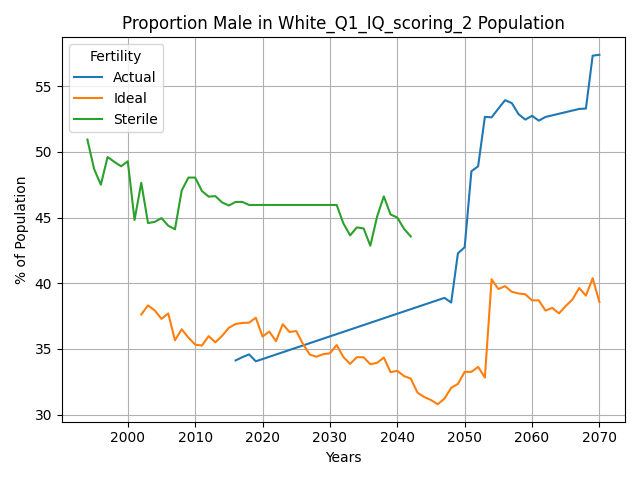 Proportion Male in White_Q1_IQ_scoring_2 Population
Fertility
Actual
Ideal
Sterile
% of Population
55
50
45
40
35
30
2000 2010 2020 2030 2040 2050 2060 2070
Years